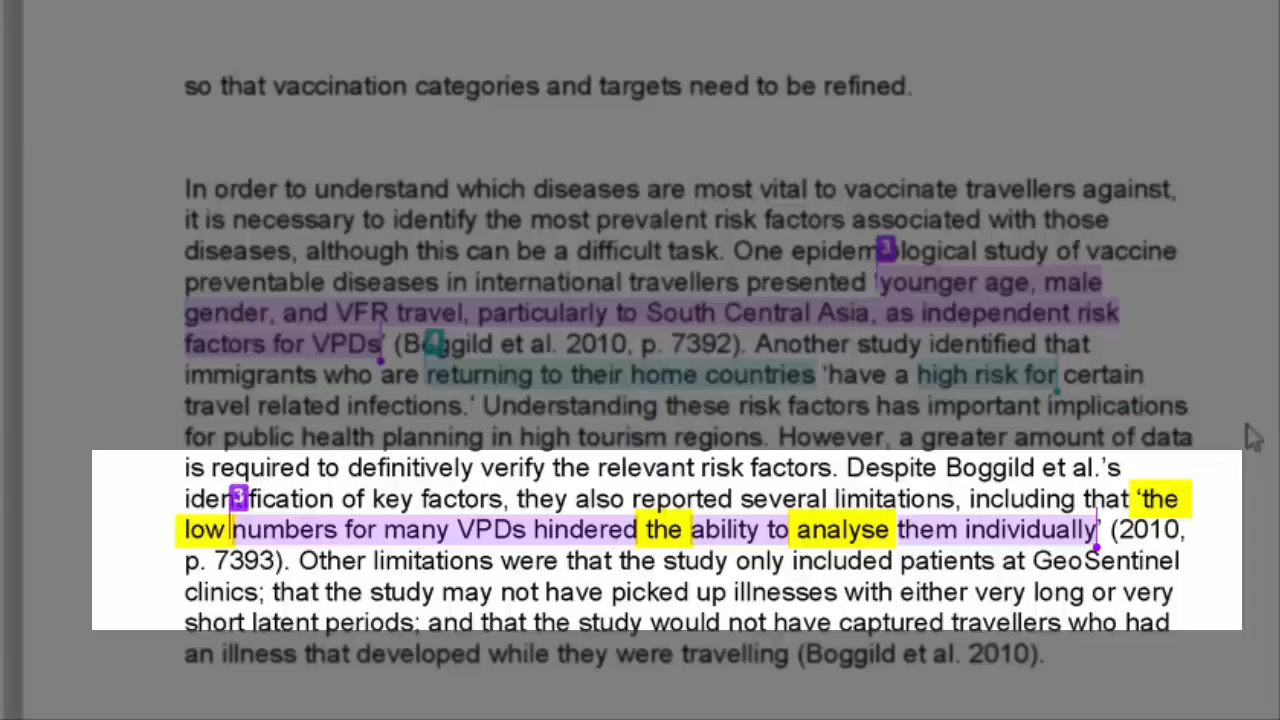 so that vaccination categories and targets need to be refined.
In order to understand which diseases are most vital to vaccinate travellers against,
it is necessary to identify the most prevalent risk factors associated with those
diseases, although this can be a difficult task. One epidem3ological study of vaccine
preventable diseases in international travellers presented ‘younger age, male
gender, and VFR travel, particularly to South Central Asia, as independent risk
factors for VPDs’ (B4ggild et al. 2010, p. 7392). Another study identified that
immigrants who are returning to their home countries ‘have a high risk for certain
travel related infections.’ Understanding these risk factors has important implications
for public health planning in high tourism regions. However, a greater amount of data
is required to definitively verify the relevant risk factors. Despite Boggild et al.’s
iden3fication of key factors, they also reported several limitations, including that ‘the
low numbers for many VPDs hindered the ability to analyse them individually’ (2010,
p. 7393). Other limitations were that the study only included patients at GeoSentinel
clinics; that the study may not have picked up illnesses with either very long or very
short latent periods; and that the study would not have captured travellers who had
an illness that developed while they were travelling (Boggild et al. 2010).